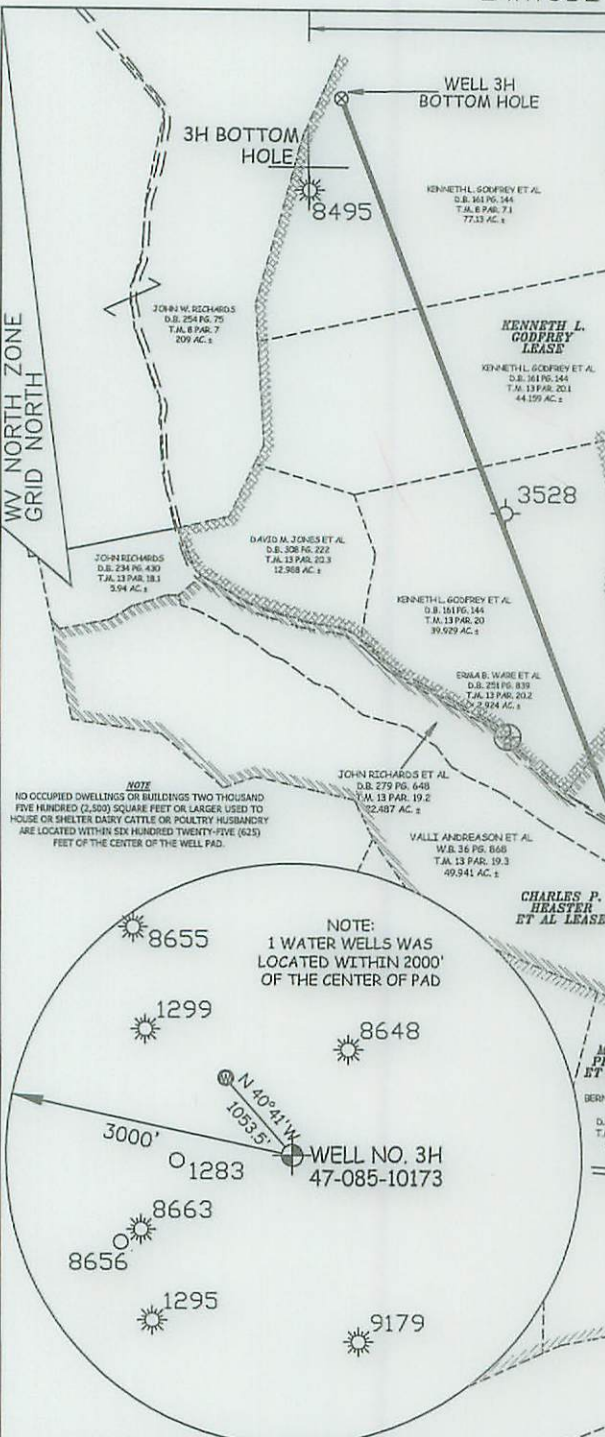 WELL 3H
BOTTOM HOLE
3H BOTTOM
HOLE
8495
KENNETH L. GODFREY ET AL
D.B. 161 PG. 144
T.M. 8 PAR. 7.1
77.13 AC. ±
JOHN W. RICHARDS
D.B. 254 PG. 75
T.M. 8 PAR. 7
209 AC. ±
WV NORTH ZONE
GRID NORTH
KENNETH L.
GODFREY
LEASE
KENNETH L. GODFREY ET AL
D.B. 161 PG. 144
T.M. 13 PAR. 20.1
44.159 AC. ±
3528
DAVID M. JONES ET AL
D.B. 308 PG. 222
T.M. 13 PAR. 20.3
12.988 AC. ±
JOHN RICHARDS
D.B. 234 PG. 430
T.M. 13 PAR. 18.1
5.94 AC. ±
KENNETH L. GODFREY ET AL
D.B. 161 PG. 144
T.M. 13 PAR. 20
39.929 AC. ±
ERMA B. WARE ET AL
D.B. 251 PG. 839
T.M. 13 PAR. 20.2
2.924 AC. ±
NOTE
NO OCCUPIED DWELLINGS OR BUILDINGS TWO THOUSAND
FIVE HUNDRED (2,500) SQUARE FEET OR LARGER USED TO
HOUSE OR SHELTER DAIRY CATTLE OR POULTRY HUSBANDRY
ARE LOCATED WITHIN SIX HUNDRED TWENTY-FIVE (625)
FEET OF THE CENTER OF THE WELL PAD.
JOHN RICHARDS ET AL
D.B. 279 PG. 648
T.M. 13 PAR. 19.2
22.487 AC. ±
VALLI ANDREASON ET AL
W.B. 36 PG. 868
T.M. 13 PAR. 19.3
49.941 AC. ±
CHARLES P.
HEASTER
ET AL LEASE
NOTE:
1 WATER WELLS WAS
LOCATED WITHIN 2000'
OF THE CENTER OF PAD
8655
1299
8648
W
N 40°41'W
1053.5'
3000'
1283
WELL NO. 3H
47-085-10173
8663
8656
1295
9179
ET
BERN
D.
T.